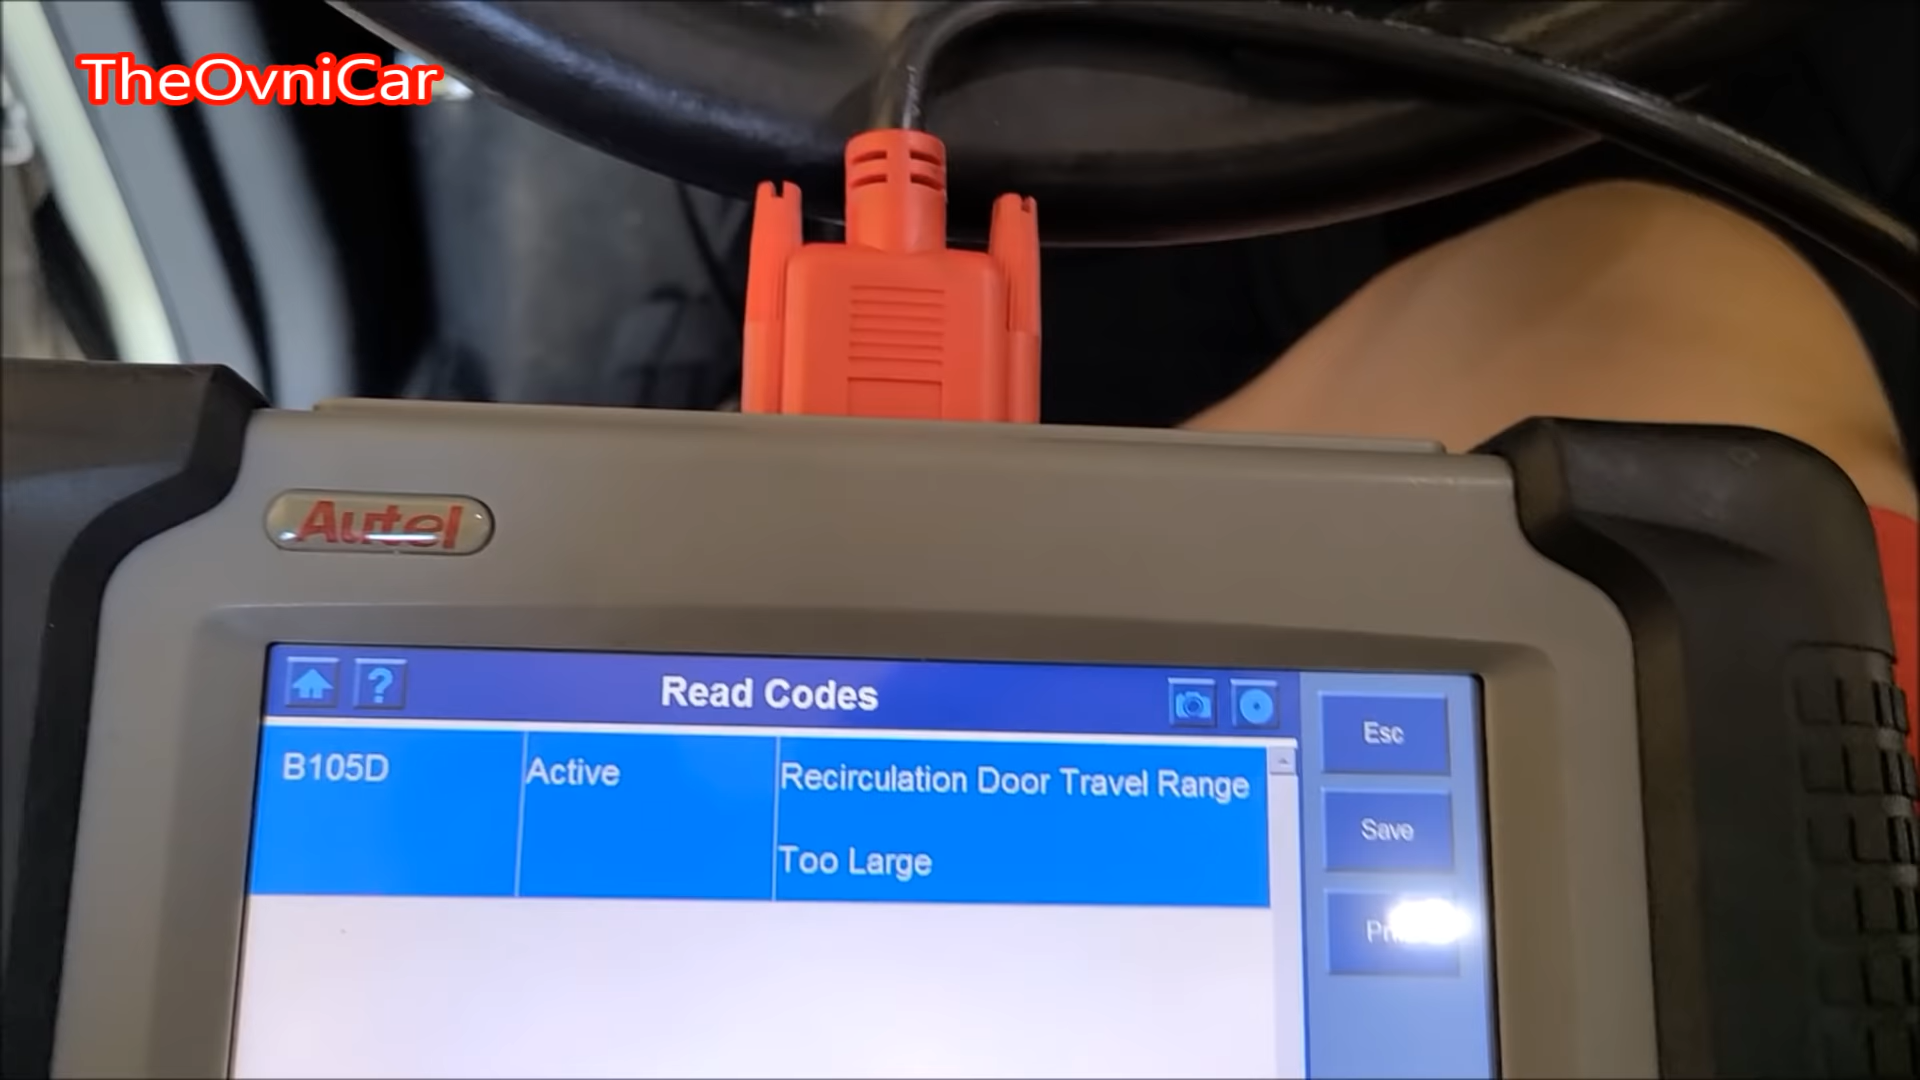 TheOvniCar
Autel
Read Codes
B105D
Active
Recirculation Door Travel Range
Too Large
Esc
Save